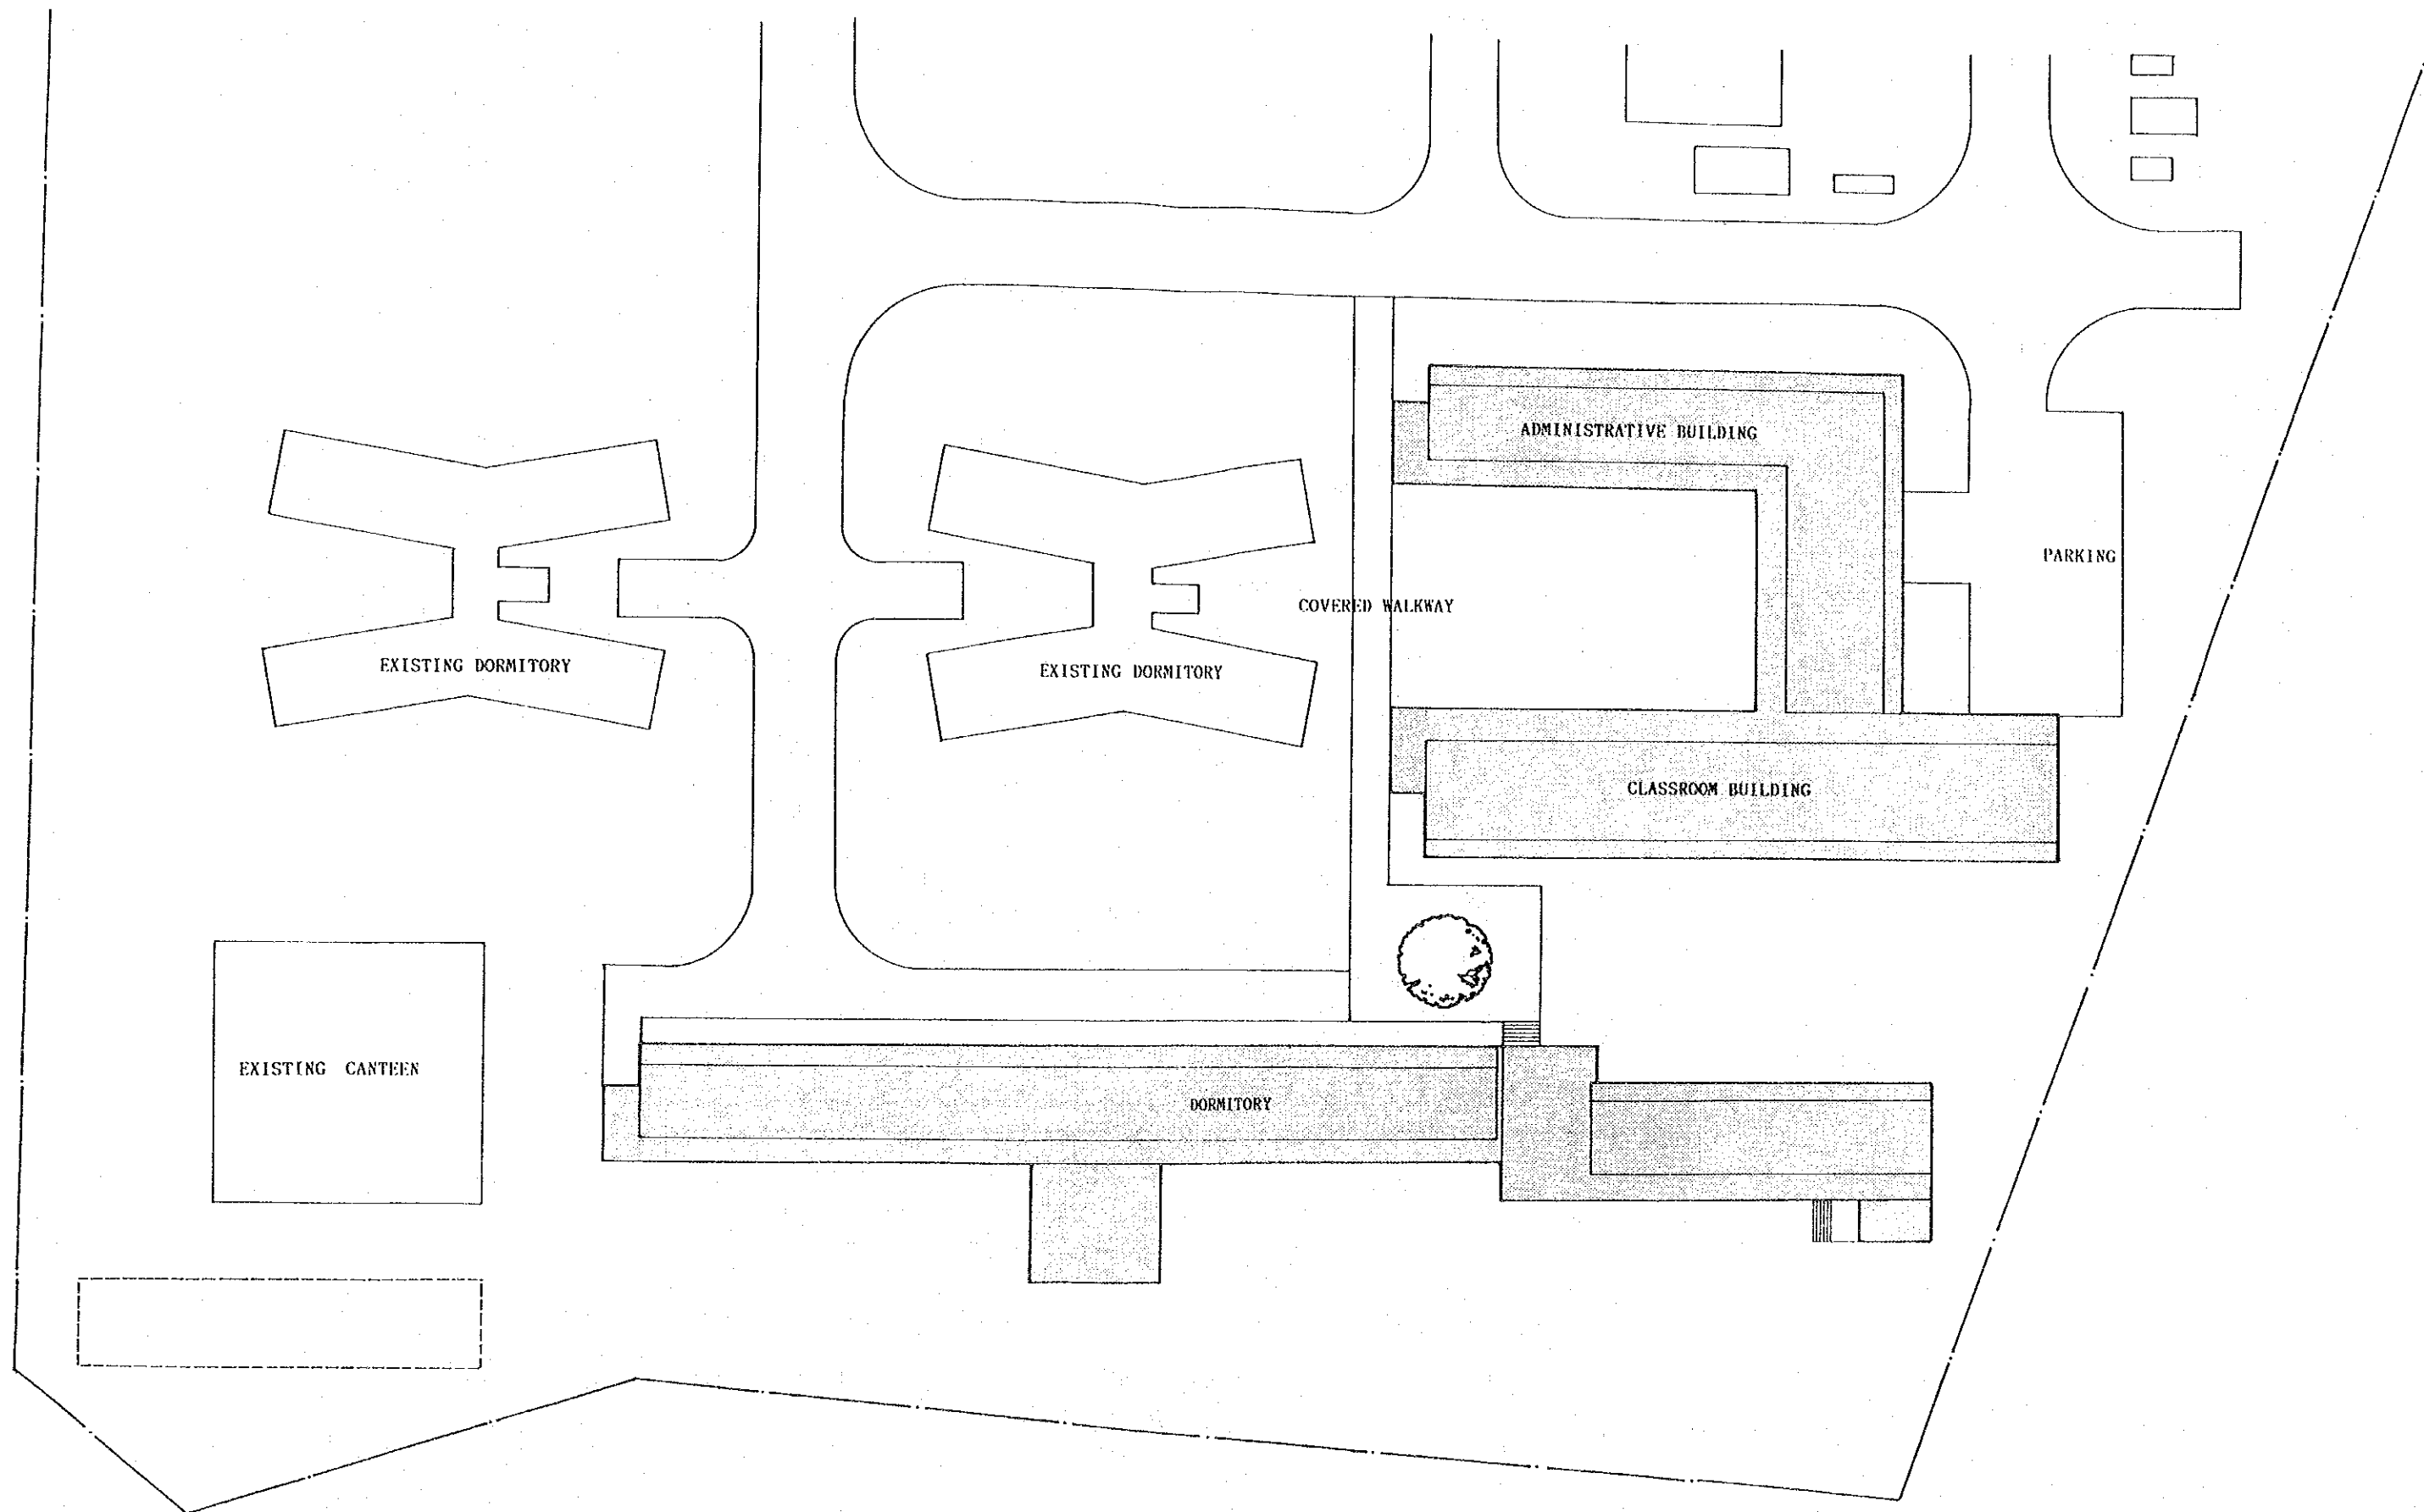 ADMINISTRATIVE BUILDING
PARKING
COVERED WALKWAY
EXISTING DORMITORY
EXISTING DORMITORY
CLASSROOM BUILDING
EXISTING CANTEEN
DORMITORY